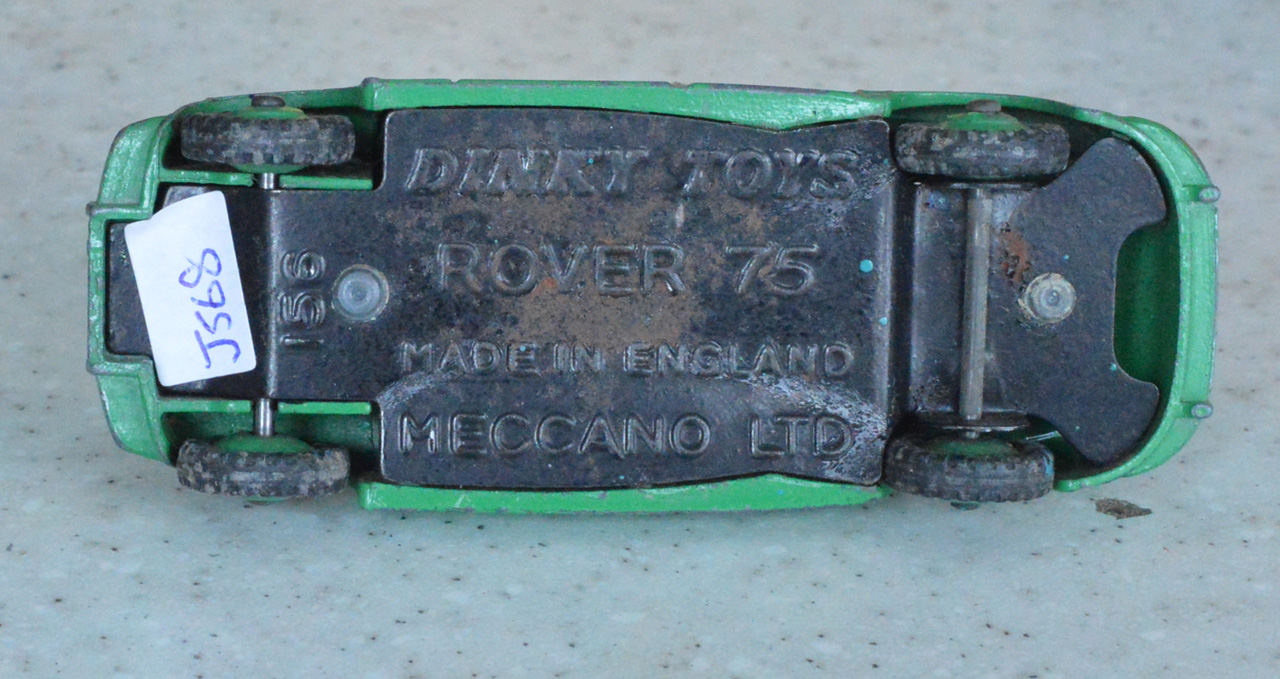 DINKY TOYS
ROVER 75
MADE IN ENGLAND
MECCANO LTD
156
J568